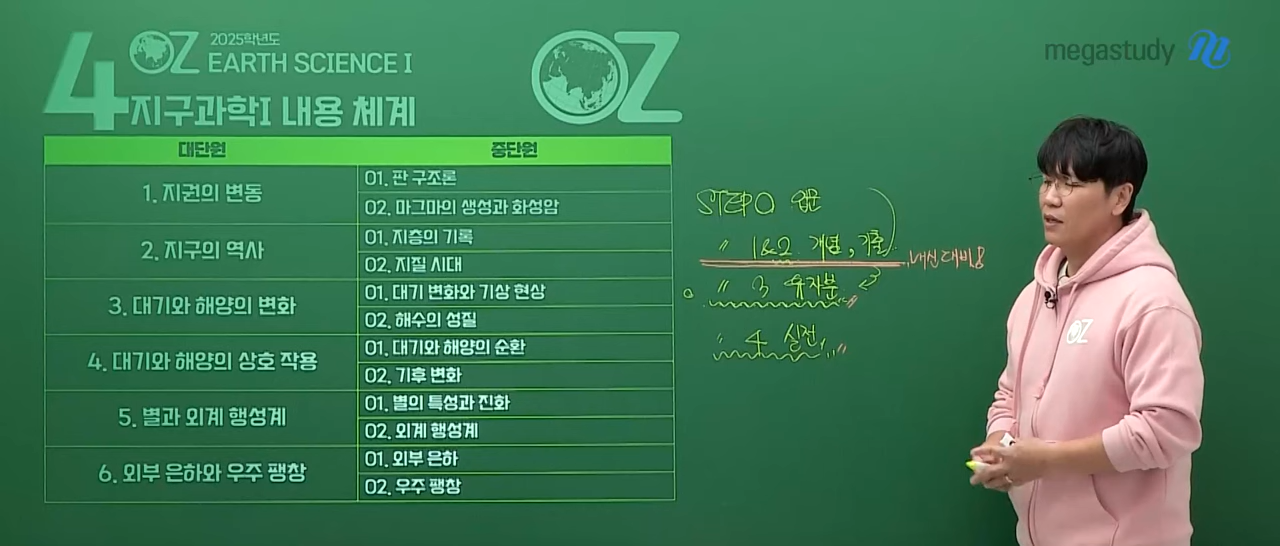 4
OZ 2025학년도
EARTH SCIENCE I
지구과학I 내용 체계
OZ
megastudy
대단원 중단원
1. 지권의 변동
01. 판 구조론
02. 마그마의 생성과 화성암
2. 지구의 역사
01. 지층의 기록
02. 지질 시대
3. 대기와 해양의 변화
01. 대기 변화와 기상 현상
02. 해수의 성질
4. 대기와 해양의 상호 작용
01. 대기와 해양의 순환
02. 기후 변화
5. 별과 외계 행성계
01. 별의 특성과 진화
02. 외계 행성계
6. 외부 은하와 우주 팽창
01. 외부 은하
02. 우주 팽창
STEP 0 입문
〃 1&2 개념, 기출
내신대비용
〃 3 유자분
〃 4 실전
OZ